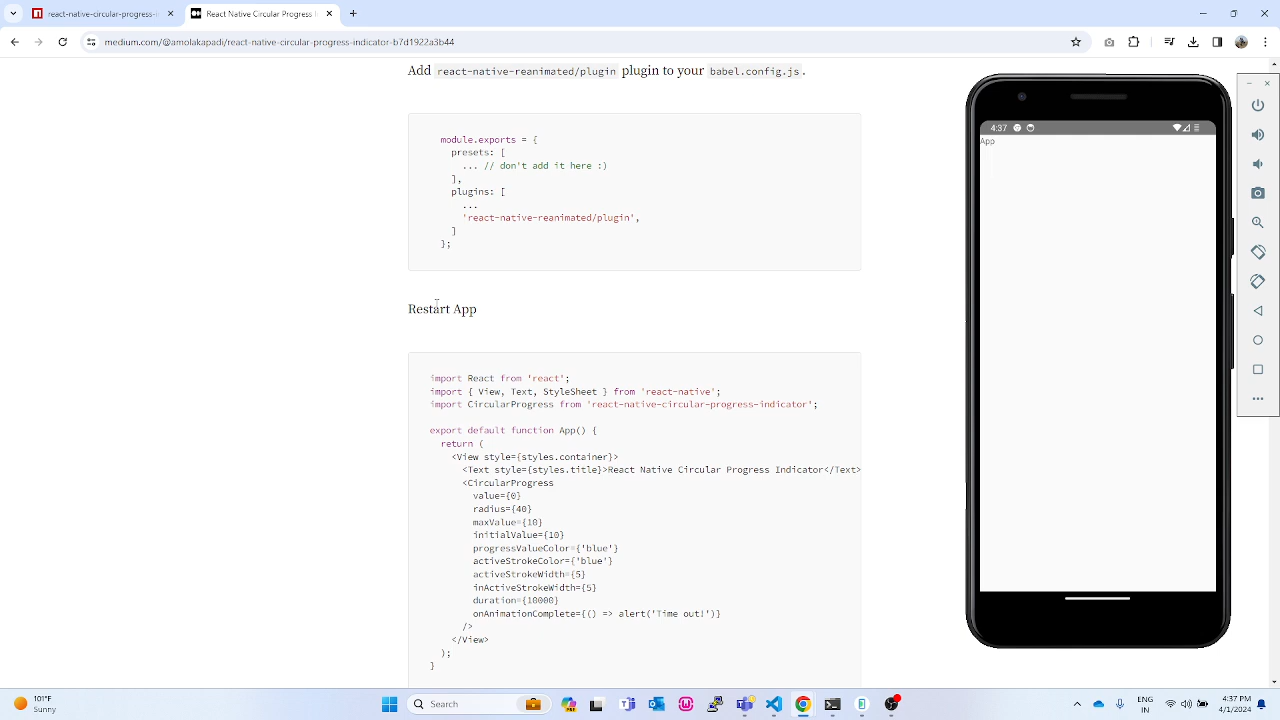 react-native-circular-progress-i
React Native Circular Progress I
medium.com/@amolakapadi/react-native-circular-progress-indicator-b7d1922a3b44
Add react-native-reanimated/plugin plugin to your babel.config.js.
module.exports = {
presets: [
... // don't add it here :)
],
plugins: [
...
'react-native-reanimated/plugin',
]
};
Restart App
import React from 'react';
import { View, Text, StyleSheet } from 'react-native';
import CircularProgress from 'react-native-circular-progress-indicator';
export default function App() {
return (
<View style={styles.container}>
<Text style={styles.title}>React Native Circular Progress Indicator</Text>
<CircularProgress
value={0}
radius={40}
maxValue={10}
initialValue={10}
progressValueColor={'blue'}
activeStrokeColor={'blue'}
activeStrokeWidth={5}
inActiveStrokeWidth={5}
duration={10000}
onAnimationComplete={() => alert('Time out!')}
/>
</View>
);
}
4:37
App
101°F
Sunny
Search
ENG
IN
4:37 PM
4/1/2024